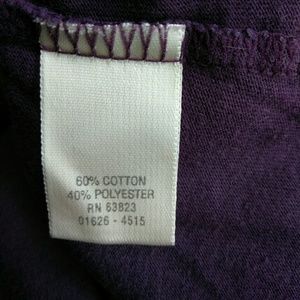 60% COTTON
40% POLYESTER
RN 63823
01626 - 4515